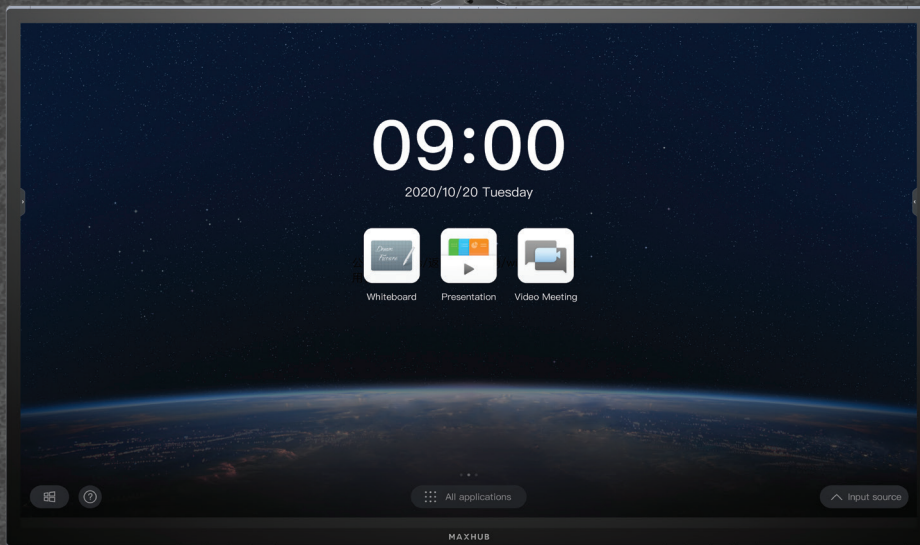 09:00
2020/10/20 Tuesday
Whiteboard
Presentation
Video Meeting
All applications
Input source
MAXHUB